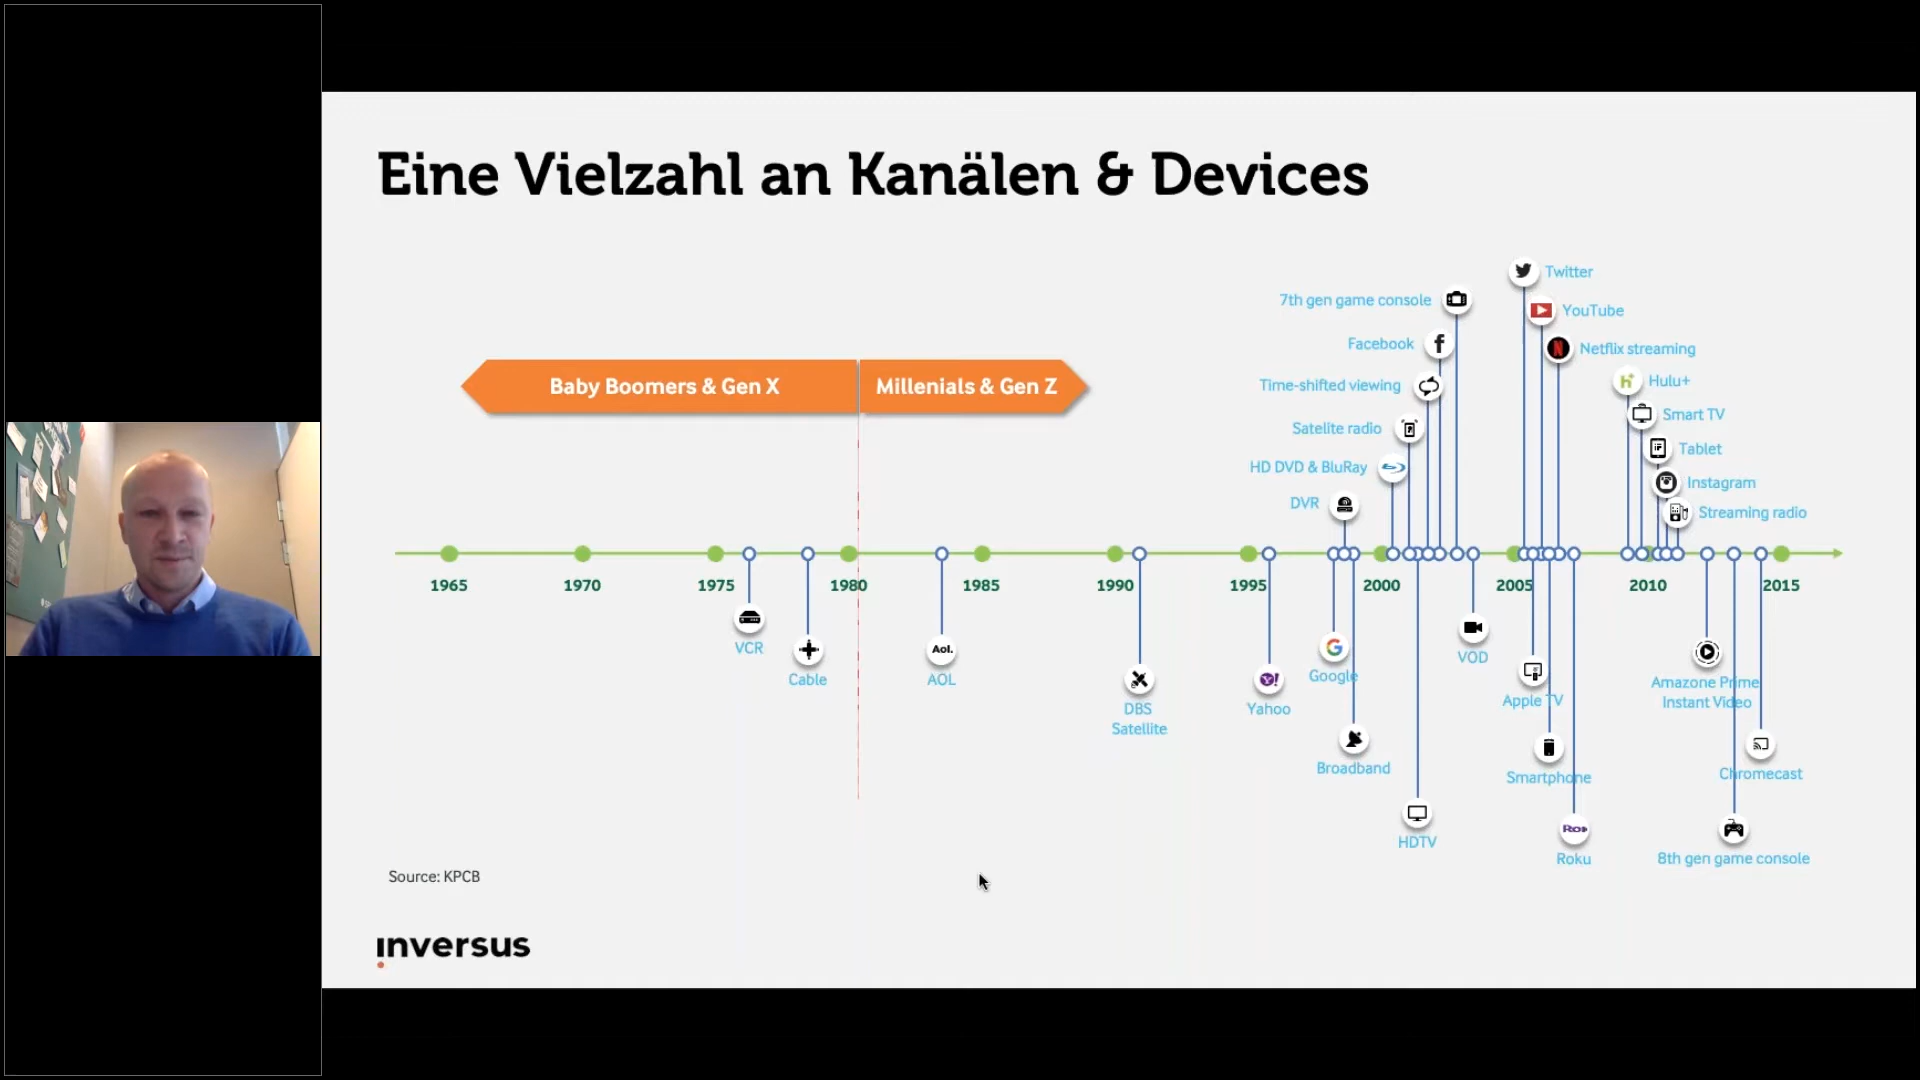 Eine Vielzahl an Kanälen & Devices
Twitter
7th gen game console
YouTube
Facebook
Netflix streaming
Baby Boomers & Gen X
Millenials & Gen Z
Time-shifted viewing
Hulu+
Satelite radio
Smart TV
HD DVD & BluRay
Tablet
DVR
Instagram
Streaming radio
1965
1970
1975
1980
1985
1990
1995
2000
2005
2010
2015
VCR
Cable
Aol.
AOL
DBS
Satellite
Y!
Yahoo
Google
Broadband
HDTV
VOD
Apple TV
Smartphone
Roku
Amazone Prime
Instant Video
Chromecast
8th gen game console
Source: KPCB
inversus